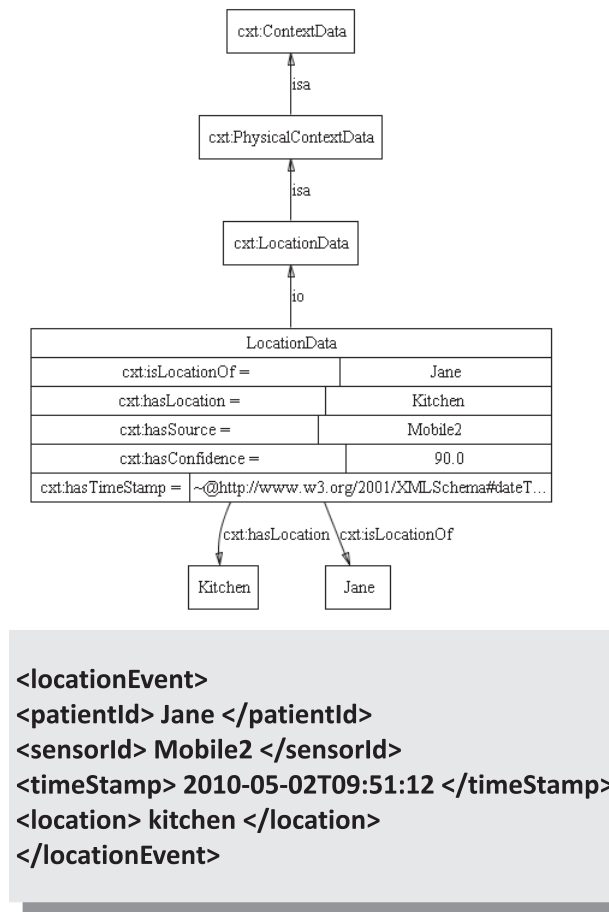 cxt:ContextData
isa
cxt:PhysicalContextData
isa
cxt:LocationData
io
LocationData
cxt:isLocationOf = Jane
cxt:hasLocation = Kitchen
cxt:hasSource = Mobile2
cxt:hasConfidence = 90.0
cxt:hasTimeStamp = ~@http://www.w3.org/2001/XMLSchema#dateT...
cxt:hasLocation cxt:isLocationOf
Kitchen Jane
<locationEvent>
<patientId> Jane </patientId>
<sensorId> Mobile2 </sensorId>
<timeStamp> 2010-05-02T09:51:12 </timeStamp>
<location> kitchen </location>
</locationEvent>